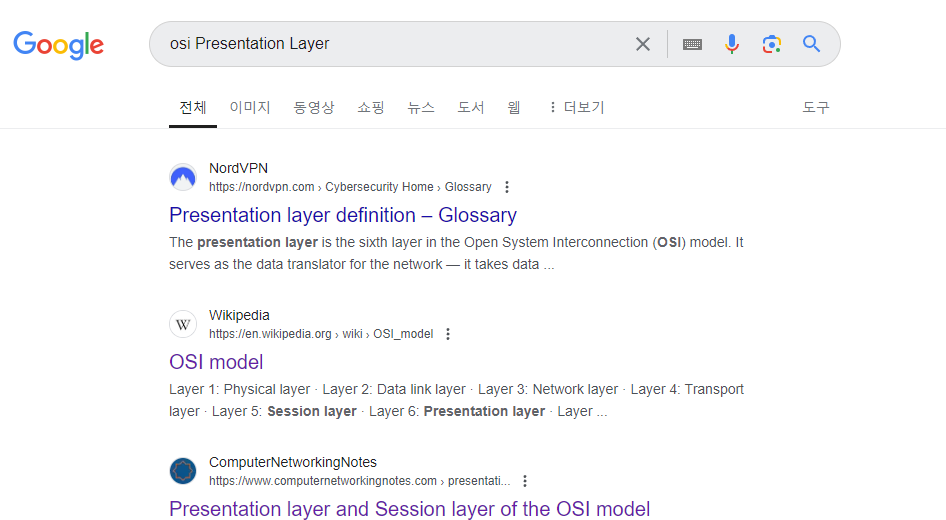 Google
osi Presentation Layer
전체 이미지 동영상 쇼핑 뉴스 도서 웹 더보기 도구
NordVPN
https://nordvpn.com › Cybersecurity Home › Glossary
Presentation layer definition – Glossary
The presentation layer is the sixth layer in the Open System Interconnection (OSI) model. It
serves as the data translator for the network — it takes data ...
W
Wikipedia
https://en.wikipedia.org › wiki › OSI_model
OSI model
Layer 1: Physical layer · Layer 2: Data link layer · Layer 3: Network layer · Layer 4: Transport
layer · Layer 5: Session layer · Layer 6: Presentation layer · Layer ...
ComputerNetworkingNotes
https://www.computernetworkingnotes.com › presentati...
Presentation layer and Session layer of the OSI model